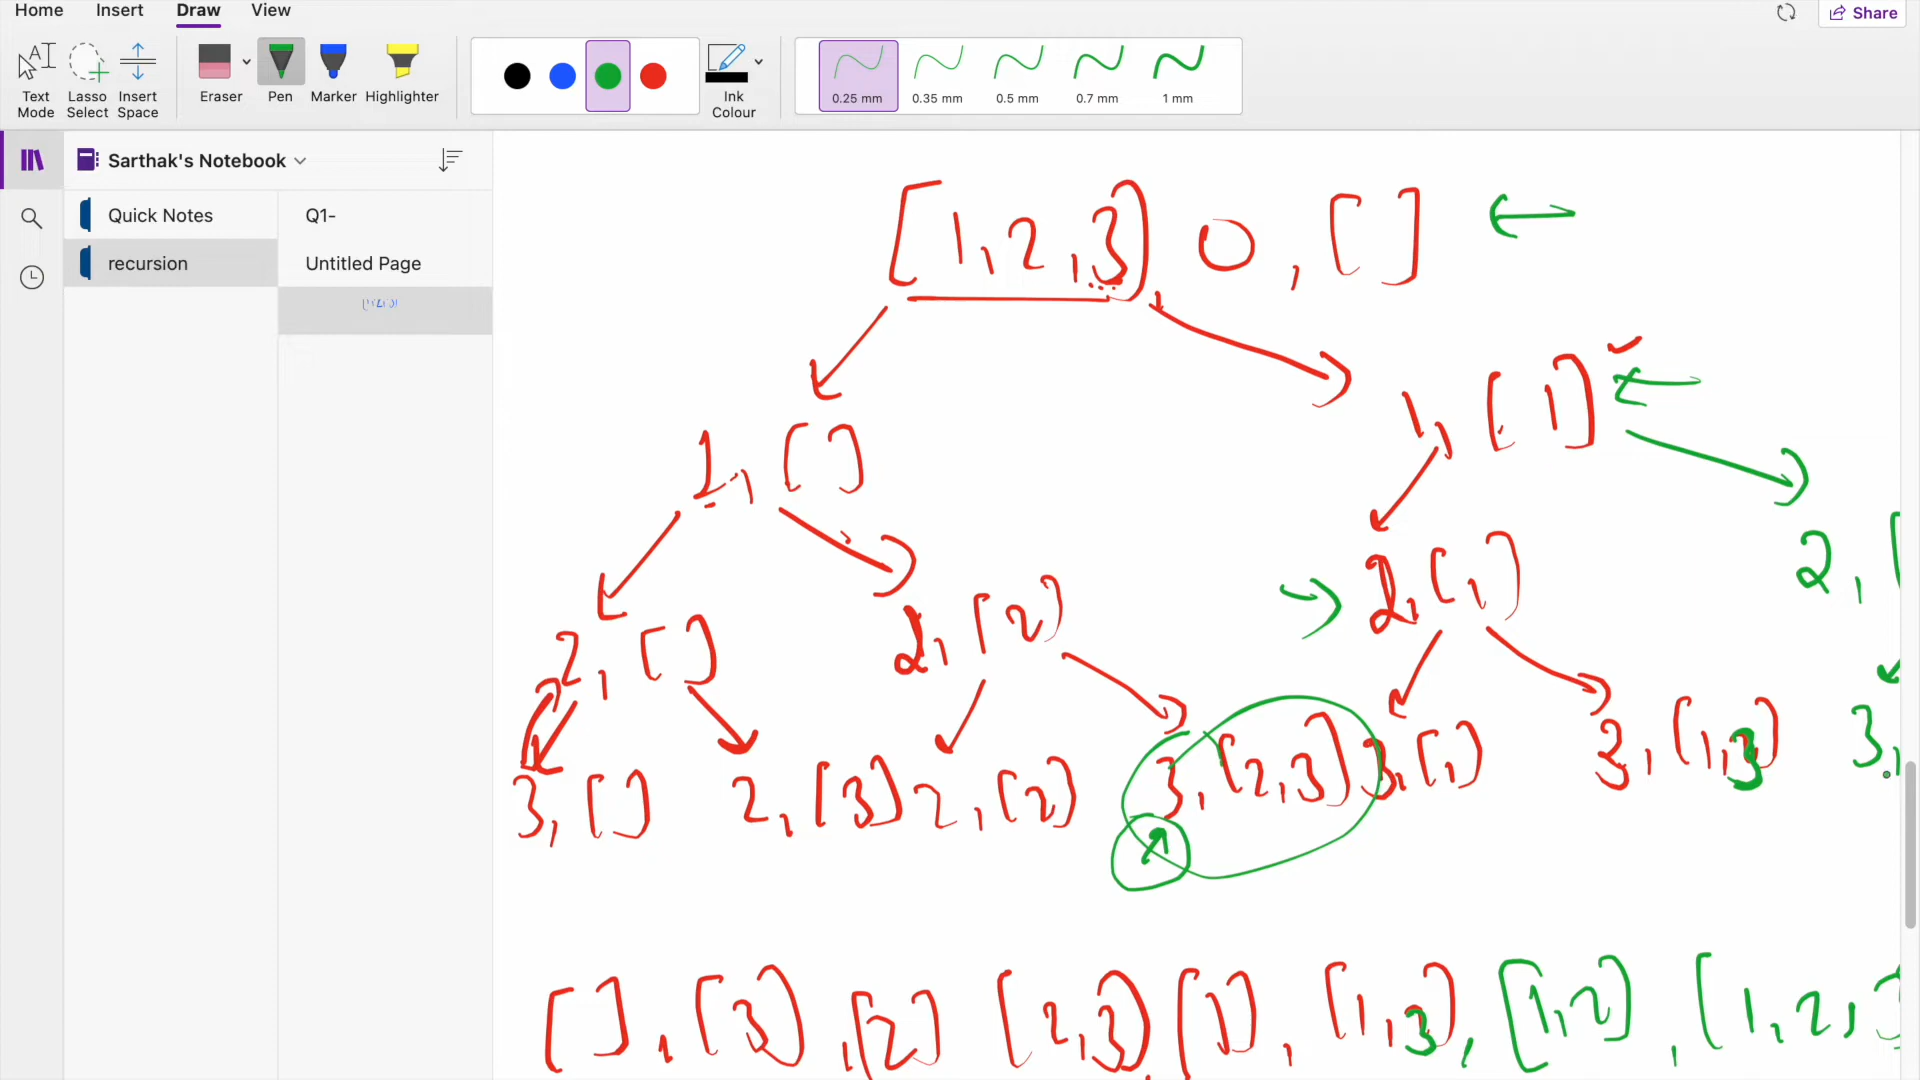 Home Insert Draw View
Share
Text Mode
Lasso Select
Insert Space
Eraser
Pen
Marker
Highlighter
Ink Colour
0.25 mm
0.35 mm
0.5 mm
0.7 mm
1 mm
Sarthak's Notebook
Quick Notes
recursion
Q1-
Untitled Page
[1,2,3] 0, []
1, []
1, [1]
2, []
2, [2]
2, [1]
2, [
3, []
2, [3]
2, [2]
3, [2,3]
3, [1]
3, [1,3]
3,
[], [3], [2] [2,3], [1], [1,3], [1,2], [1,2,3